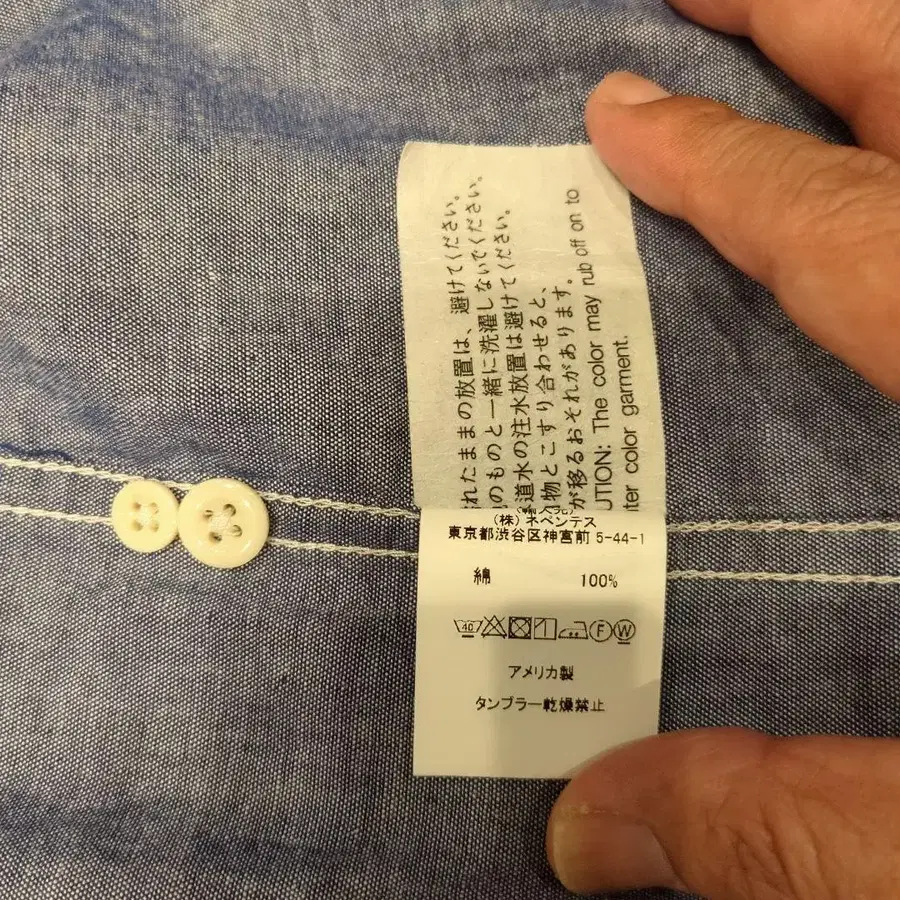 れたままの放置は、避けてください。
のものと一緒に洗濯しないでください。
道水の注水放置は避けてください。
物とこすり合わせると、
が移るおそれがあります。
UTION: The color may rub off on to
color garment.
(株) ネペンテス
東京都渋谷区神宮前 5-44-1
綿 100%
40 F W
アメリカ製
タンブラー乾燥禁止